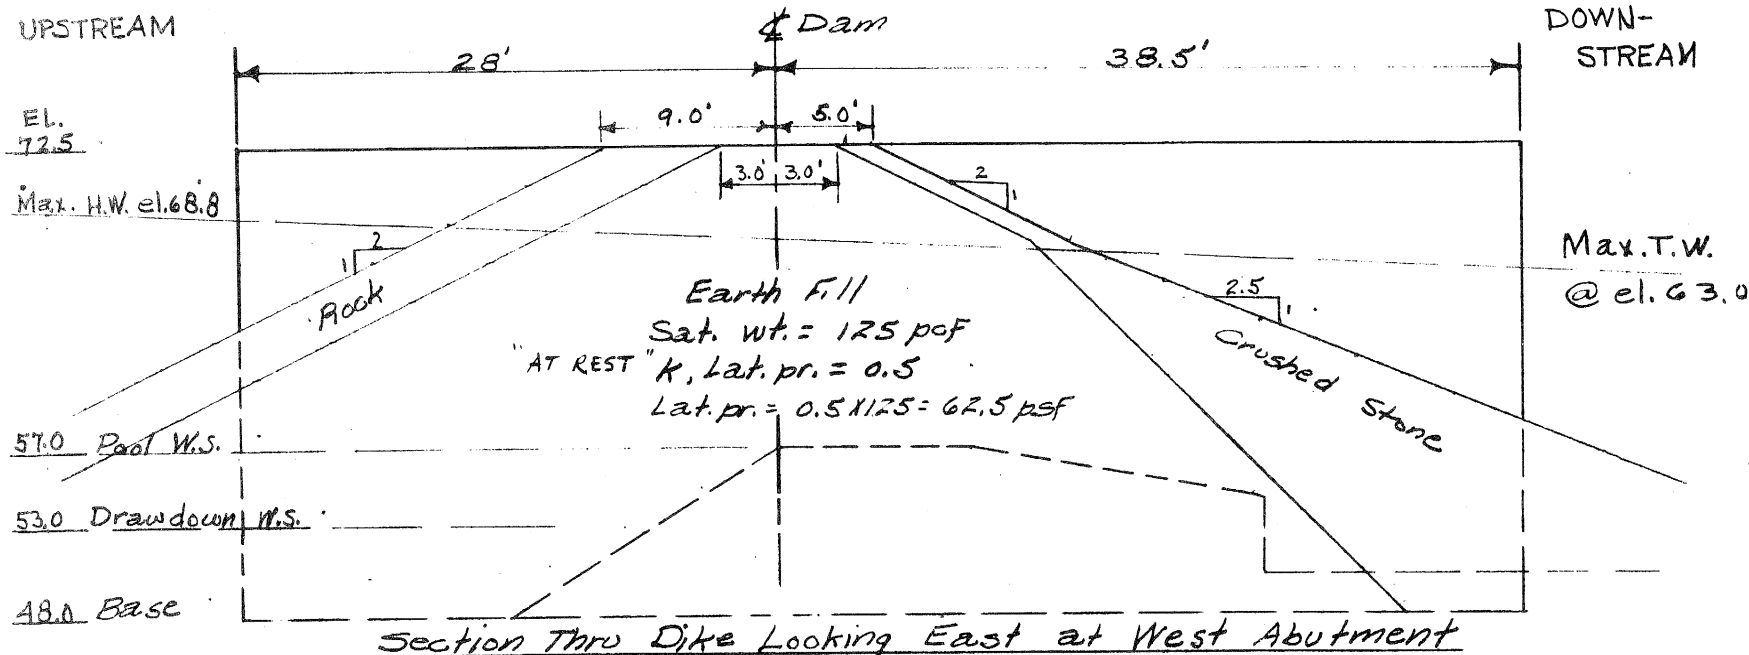 UPSTREAM
℄ Dam
DOWN-
STREAM
28'
38.5'
El.
72.5
9.0'
5.0'
3.0' 3.0'
2
1
Max. H.W. el. 68.8
2
1
Rock
Max. T.W.
@ el. 63.0
Earth Fill
Sat. wt. = 125 pcf
"AT REST" K, Lat. pr. = 0.5
Lat. pr. = 0.5 X 125 = 62.5 psf
2.5
1
Crushed Stone
57.0 Pool W.S.
53.0 Drawdown W.S.
48.0 Base
Section Thru Dike Looking East at West Abutment